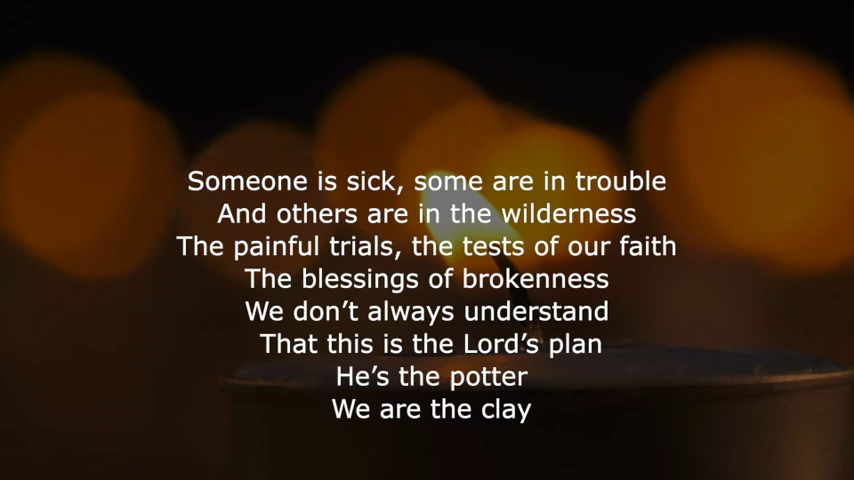 Someone is sick, some are in trouble
And others are in the wilderness
The painful trials, the tests of our faith
The blessings of brokenness
We don’t always understand
That this is the Lord’s plan
He’s the potter
We are the clay